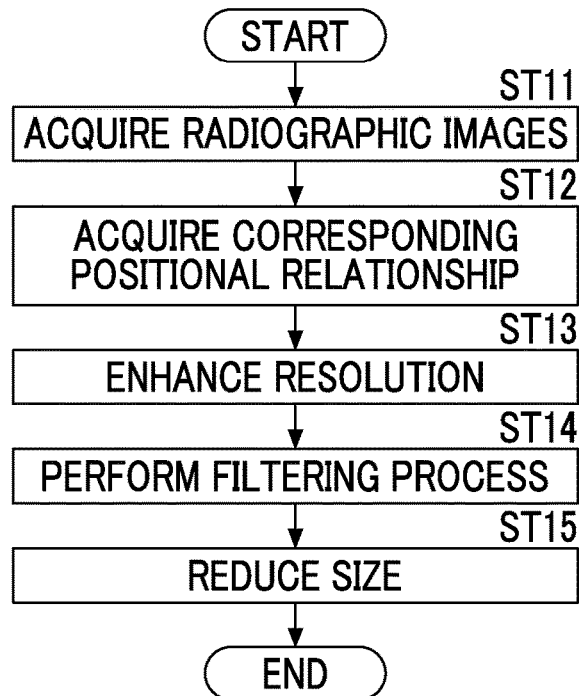 START
ST11
ACQUIRE RADIOGRAPHIC IMAGES
ST12
ACQUIRE CORRESPONDING
POSITIONAL RELATIONSHIP
ST13
ENHANCE RESOLUTION
ST14
PERFORM FILTERING PROCESS
ST15
REDUCE SIZE
END